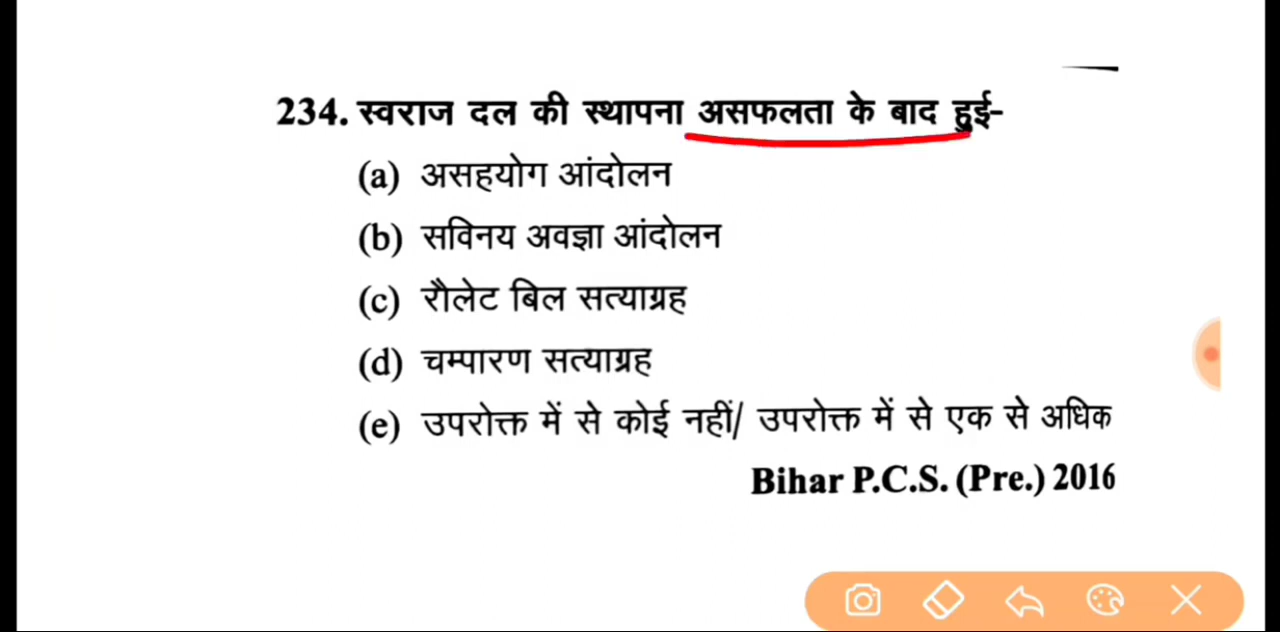 234. स्वराज दल की स्थापना असफलता के बाद हुई-
(a) असहयोग आंदोलन
(b) सविनय अवज्ञा आंदोलन
(c) रौलेट बिल सत्याग्रह
(d) चम्पारण सत्याग्रह
(e) उपरोक्त में से कोई नहीं/ उपरोक्त में से एक से अधिक
Bihar P.C.S. (Pre.) 2016